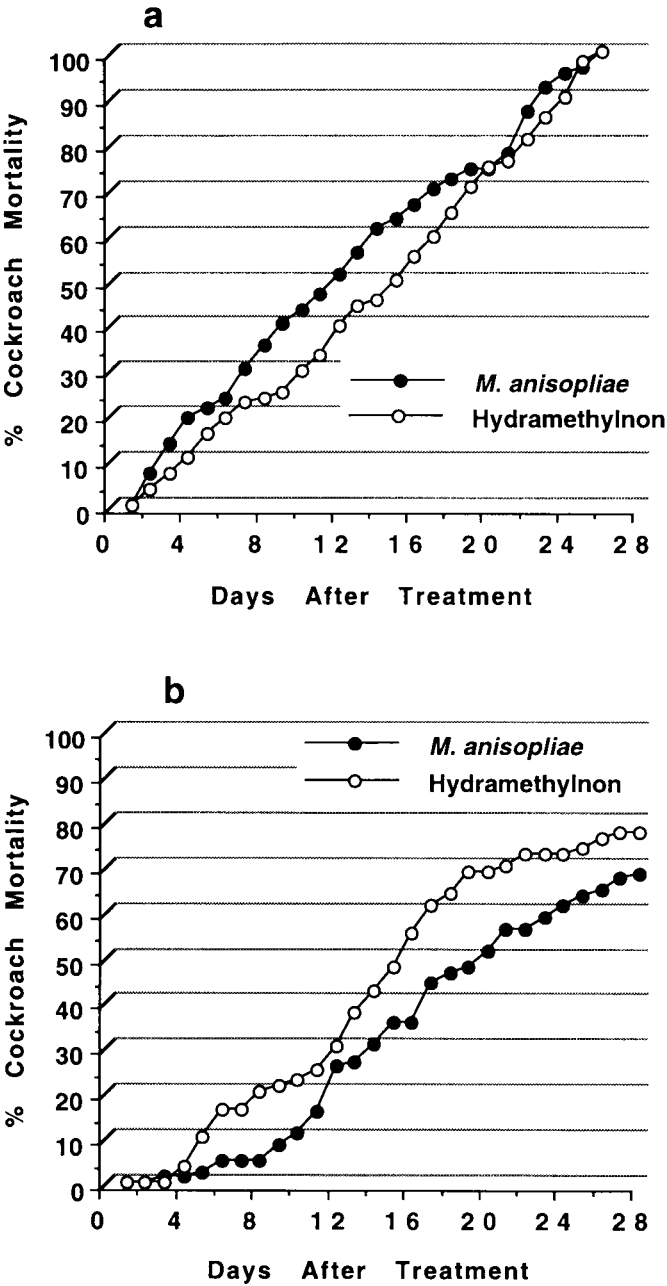 a
100
90
80
70
60
50
40
30
20
10
0
% Cockroach Mortality
M. anisopliae
Hydramethylnon
0 4 8 12 16 20 24 28
Days After Treatment
b
100
90
80
70
60
50
40
30
20
10
0
% Cockroach Mortality
M. anisopliae
Hydramethylnon
0 4 8 12 16 20 24 28
Days After Treatment